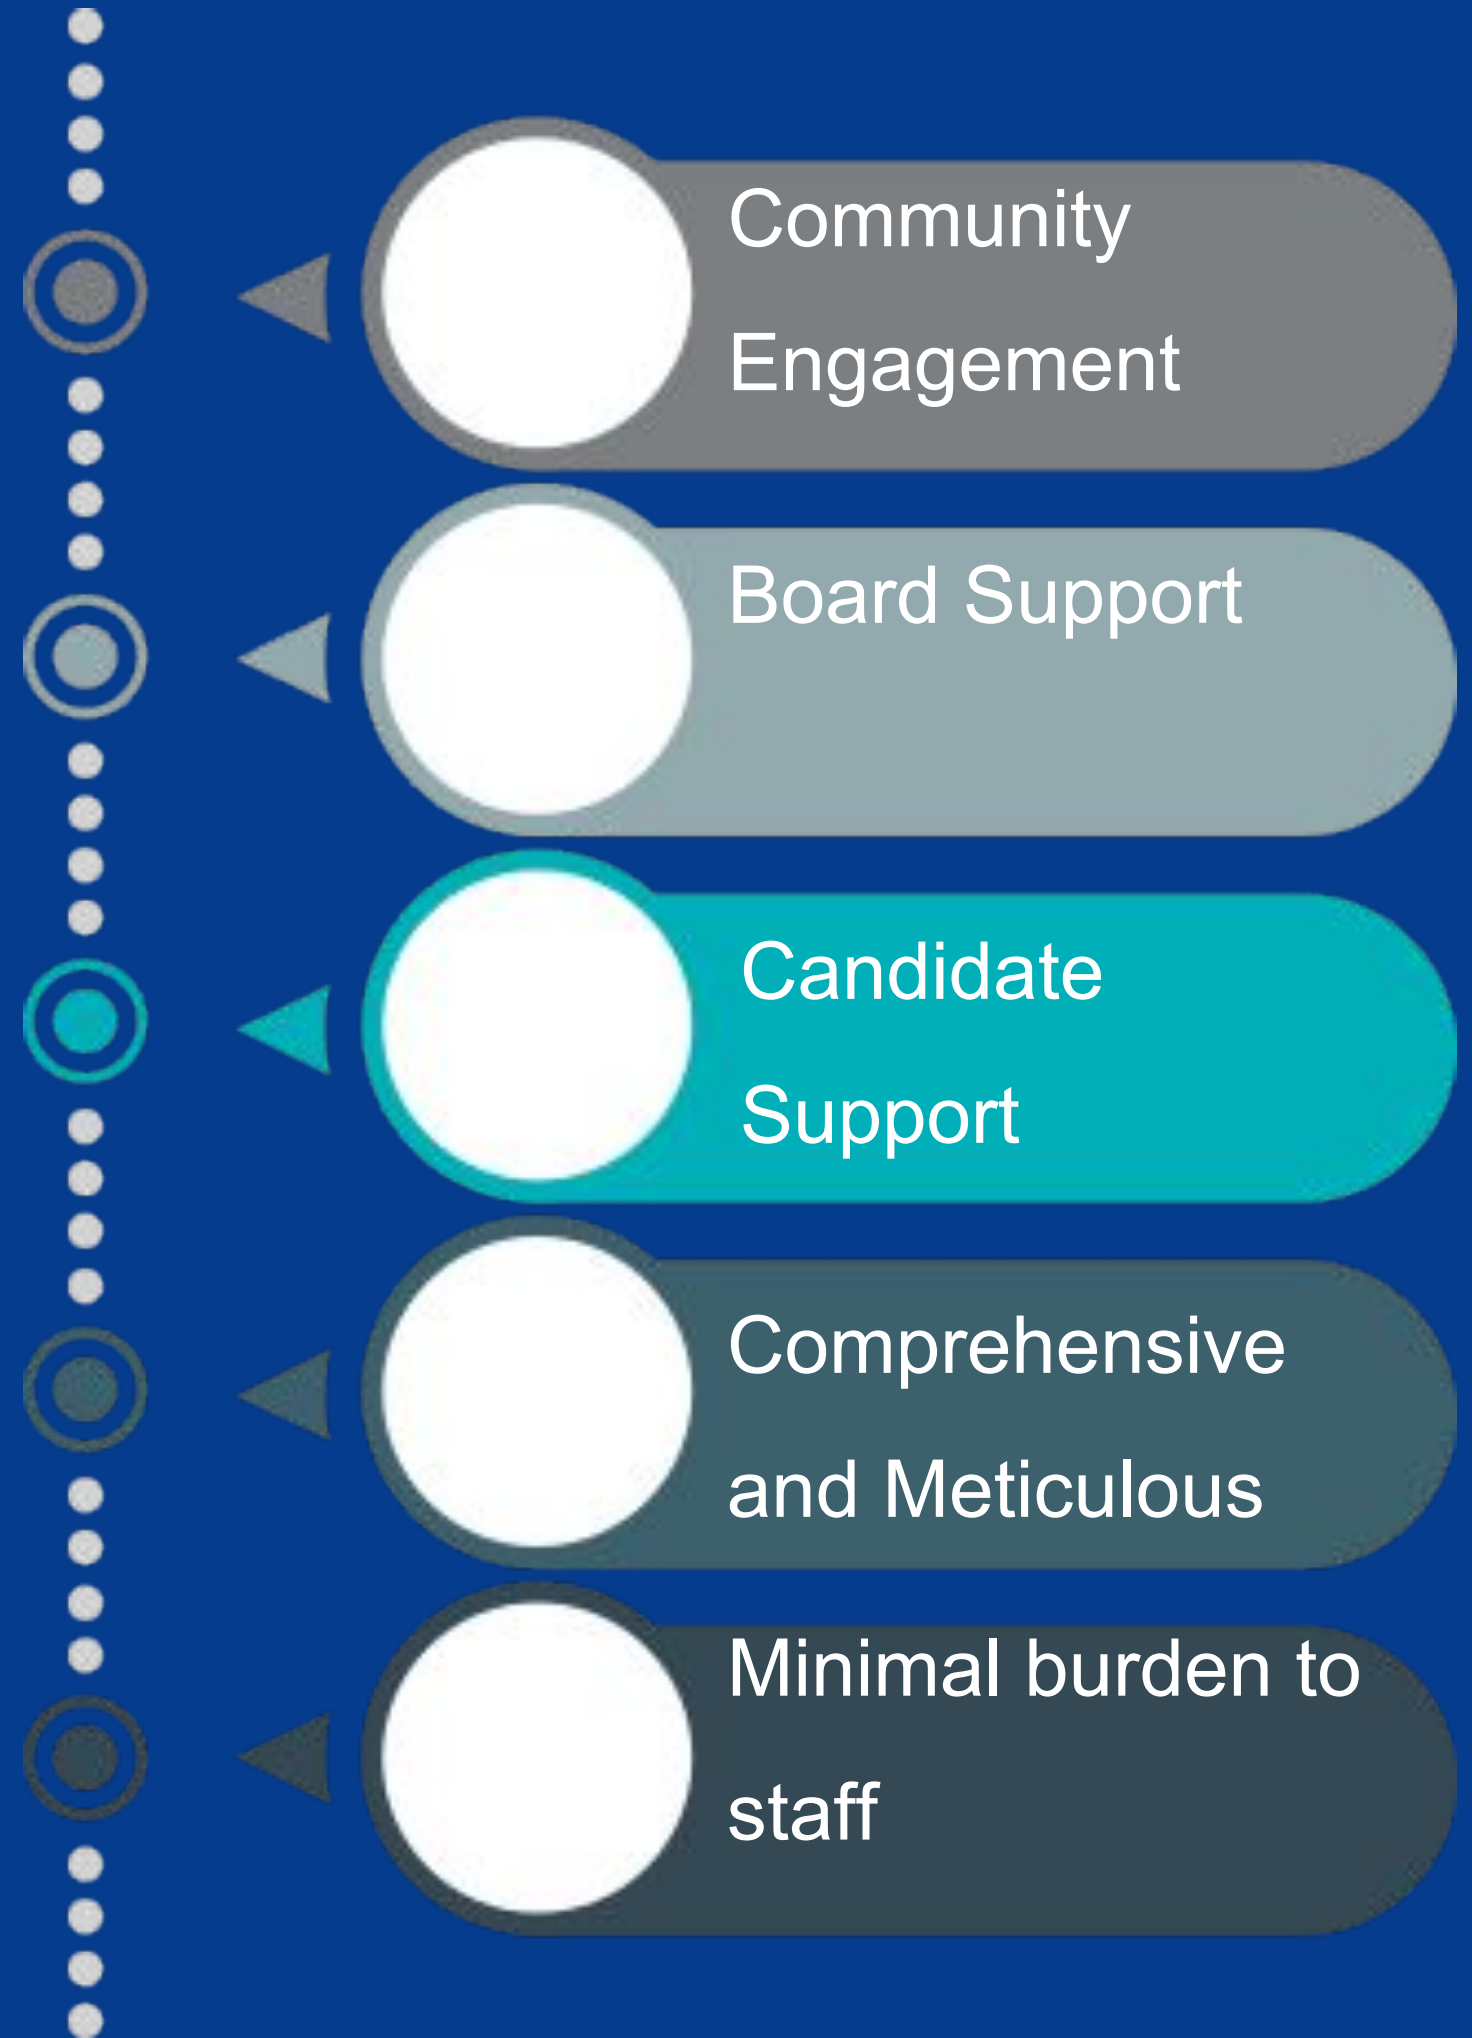 Community
Engagement
Board Support
Candidate
Support
Comprehensive
and Meticulous
Minimal burden to
staff